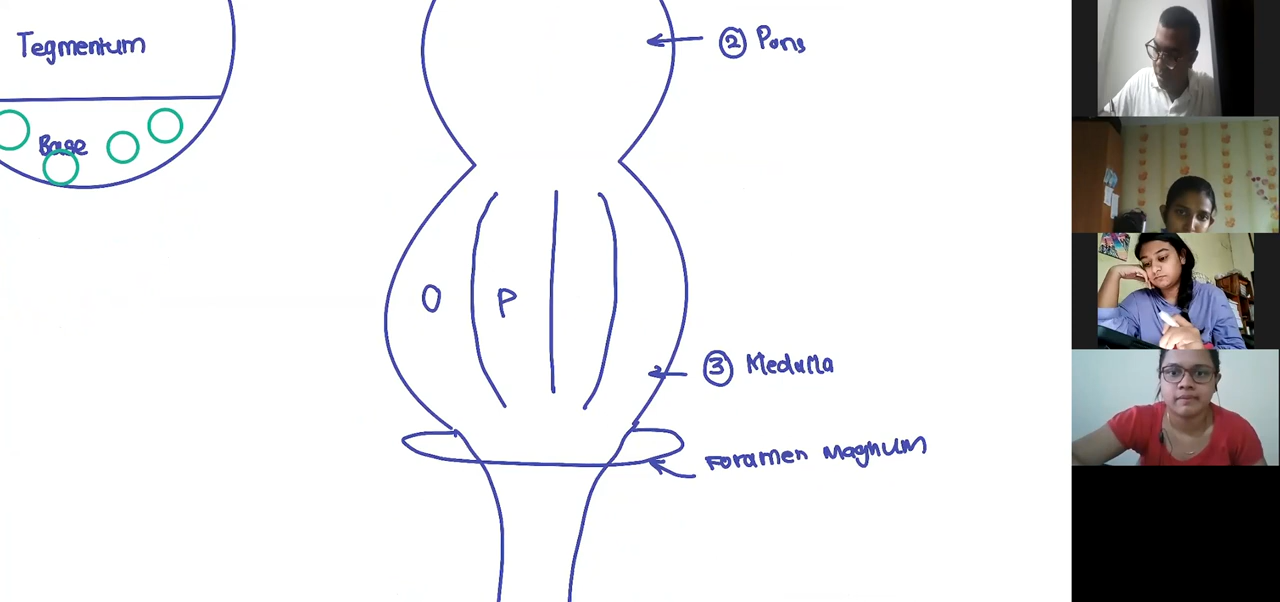 Tegmentum
Base
② Pons
O
P
③ Medulla
Foramen Magnum